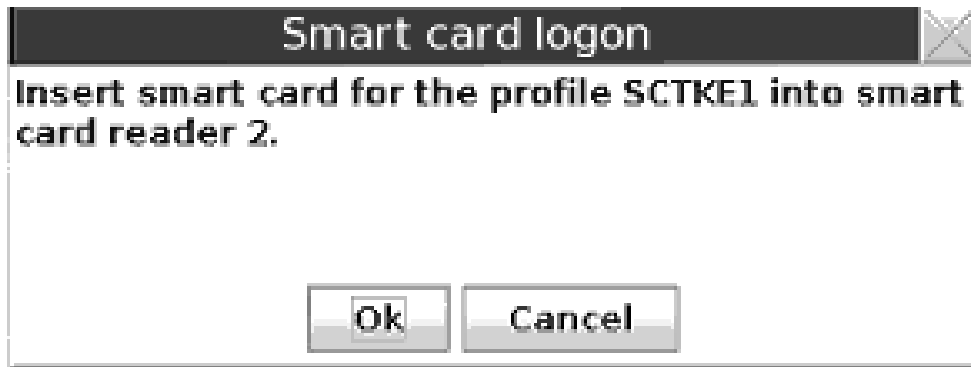 Smart card logon
Insert smart card for the profile SCTKE1 into smart
card reader 2.
Ok
Cancel